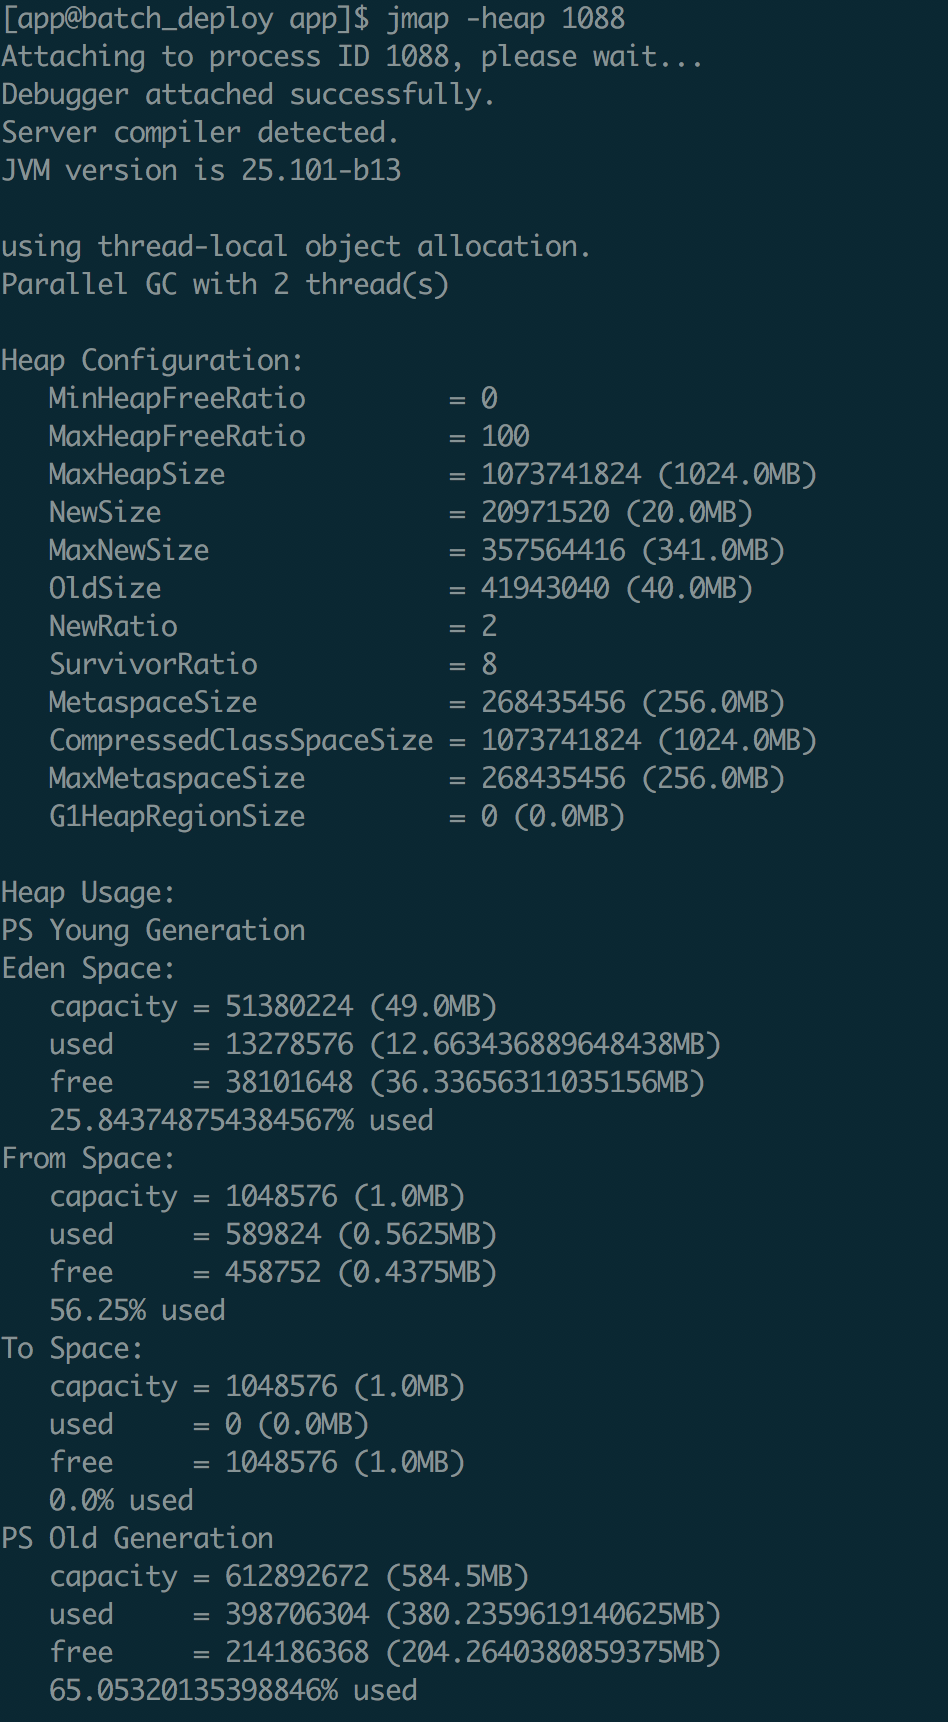 [app@batch_deploy app]$ jmap -heap 1088
Attaching to process ID 1088, please wait...
Debugger attached successfully.
Server compiler detected.
JVM version is 25.101-b13

using thread-local object allocation.
Parallel GC with 2 thread(s)

Heap Configuration:
   MinHeapFreeRatio         = 0
   MaxHeapFreeRatio         = 100
   MaxHeapSize              = 1073741824 (1024.0MB)
   NewSize                  = 20971520 (20.0MB)
   MaxNewSize               = 357564416 (341.0MB)
   OldSize                  = 41943040 (40.0MB)
   NewRatio                 = 2
   SurvivorRatio            = 8
   MetaspaceSize            = 268435456 (256.0MB)
   CompressedClassSpaceSize = 1073741824 (1024.0MB)
   MaxMetaspaceSize         = 268435456 (256.0MB)
   G1HeapRegionSize         = 0 (0.0MB)

Heap Usage:
PS Young Generation
Eden Space:
   capacity = 51380224 (49.0MB)
   used     = 13278576 (12.663436889648438MB)
   free     = 38101648 (36.33656311035156MB)
   25.843748754384567% used
From Space:
   capacity = 1048576 (1.0MB)
   used     = 589824 (0.5625MB)
   free     = 458752 (0.4375MB)
   56.25% used
To Space:
   capacity = 1048576 (1.0MB)
   used     = 0 (0.0MB)
   free     = 1048576 (1.0MB)
   0.0% used
PS Old Generation
   capacity = 612892672 (584.5MB)
   used     = 398706304 (380.2359619140625MB)
   free     = 214186368 (204.2640380859375MB)
   65.05320135398846% used